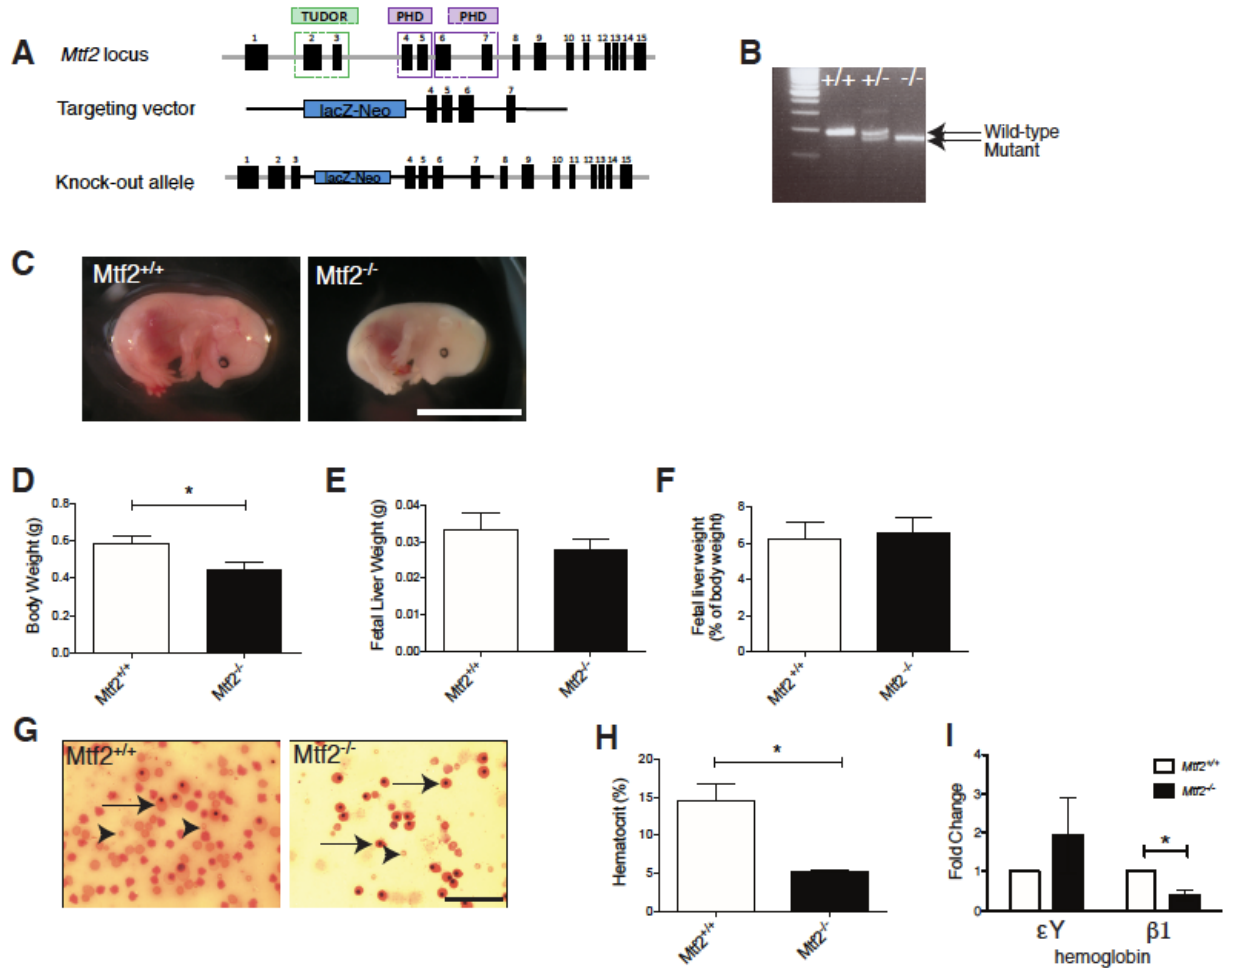 TUDOR PHD PHD
A Mtf2 locus 1 2 3 4 5 6 7 8 9 10 11 12 13 14 15
Targeting vector lacZ-Neo 4 5 6 7
Knock-out allele 1 2 3 lacZ-Neo 4 5 6 7 8 9 10 11 12 13 14 15
B
+/+ +/- -/-
Wild-type
Mutant
C
Mtf2+/+ Mtf2-/-
D
*
Body Weight (g)
0.8
0.6
0.4
0.2
0.0
Mtf2+/+ Mtf2-/-
E
Fetal Liver Weight (g)
0.04
0.03
0.02
0.01
0.00
Mtf2+/+ Mtf2-/-
F
Fetal liver weight
(% of body weight)
8
6
4
2
0
Mtf2+/+ Mtf2-/-
G
Mtf2+/+ Mtf2-/-
H
*
Hematocrit (%)
20
15
10
5
0
Mtf2+/+ Mtf2-/-
I
Fold Change
4
3
2
1
0
Mtf2+/+
Mtf2-/-
*
εY β1
hemoglobin